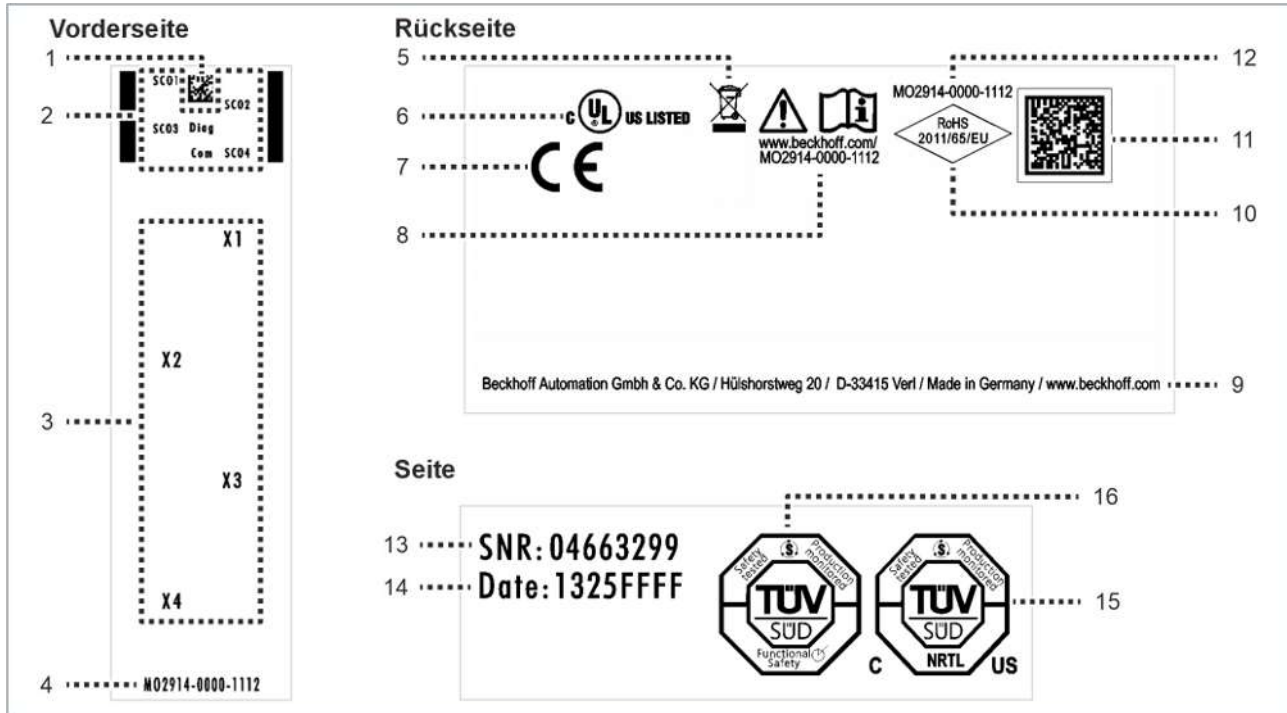 Vorderseite
1
SC01
2
SC02
SC03 Diag
Com SC04
X1
X2
3
X3
X4
4
MO2914-0000-1112
Rückseite
5
12
MO2914-0000-1112
6
C UL ® US LISTED
RoHS
2011/65/EU
11
www.beckhoff.com/
MO2914-0000-1112
7
CE
10
8
Beckhoff Automation Gmbh & Co. KG / Hülshorstweg 20 / D-33415 Verl / Made in Germany / www.beckhoff.com
9
Seite
16
13
SNR: 04663299
14
Date: 1325FFFF
Safety tested
Production monitored
TÜV
SÜD
Functional Safety
Safety tested
Production monitored
TÜV
SÜD
15
C NRTL US